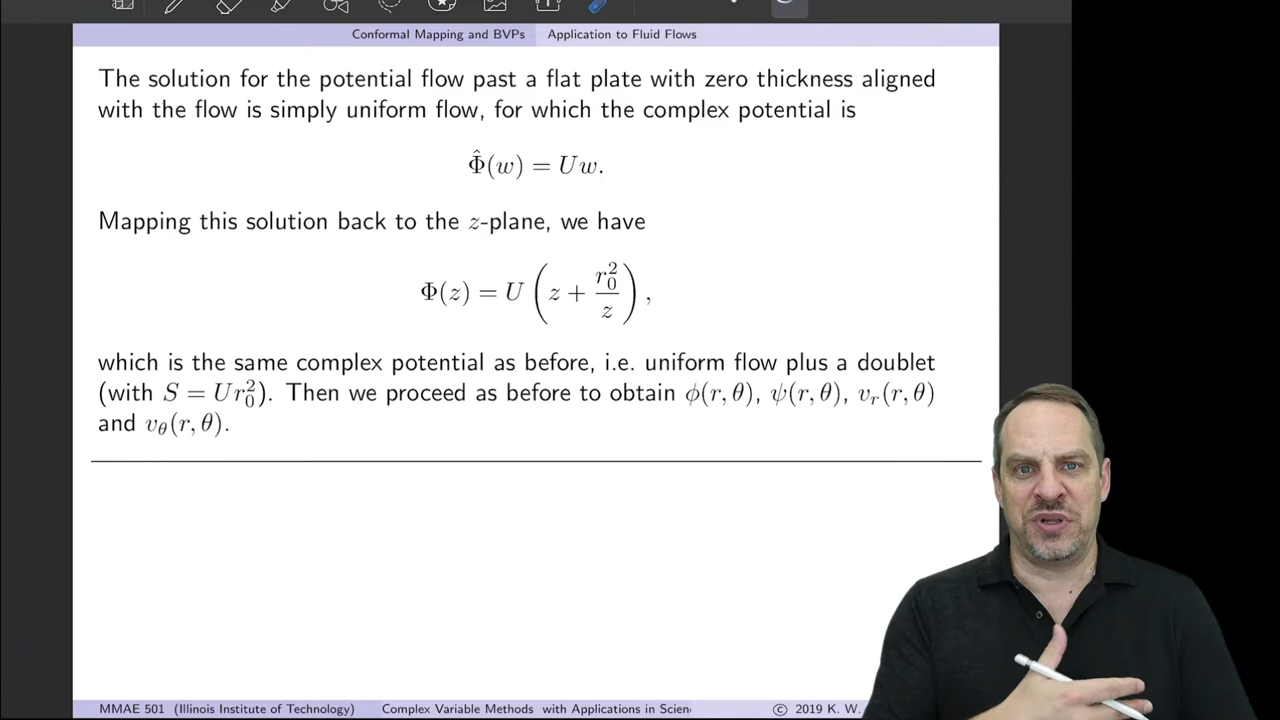 Conformal Mapping and BVPs Application to Fluid Flows
The solution for the potential flow past a flat plate with zero thickness aligned
with the flow is simply uniform flow, for which the complex potential is
Φ̂(w) = Uw.
Mapping this solution back to the z-plane, we have
Φ(z) = U (z + r₀²/z),
which is the same complex potential as before, i.e. uniform flow plus a doublet
(with S = Ur₀²). Then we proceed as before to obtain ϕ(r, θ), ψ(r, θ), vᵣ(r, θ)
and v_θ(r, θ).
MMAE 501 (Illinois Institute of Technology) Complex Variable Methods with Applications in Scien © 2019 K. W.